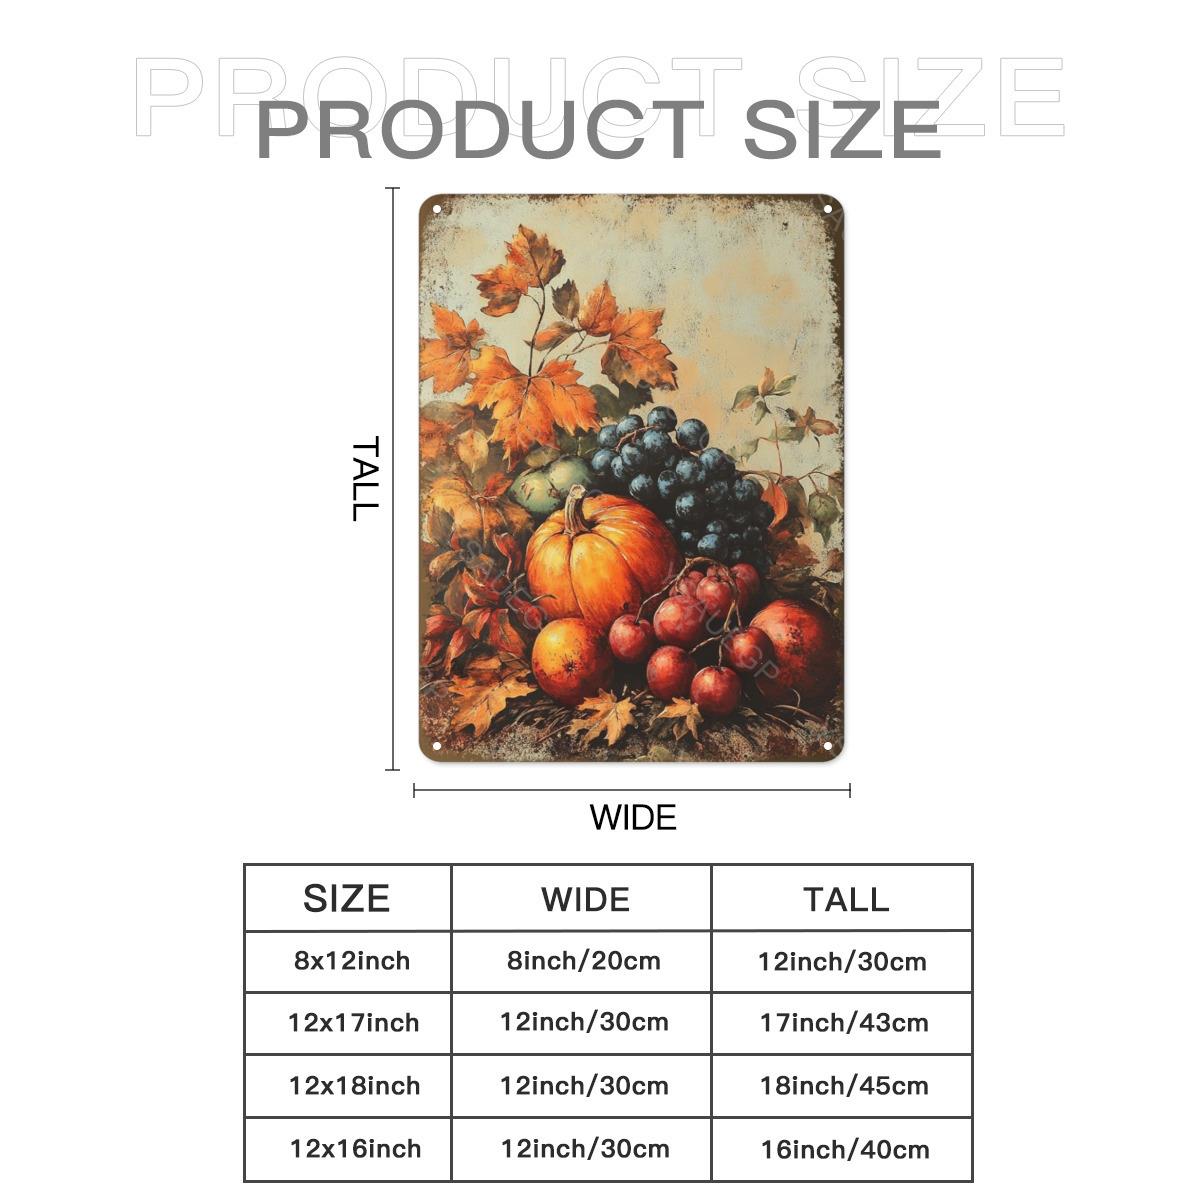 PRODUCT SIZE
PRODUCT SIZE
TALL
WIDE
SIZE WIDE TALL
8x12inch 8inch/20cm 12inch/30cm
12x17inch 12inch/30cm 17inch/43cm
12x18inch 12inch/30cm 18inch/45cm
12x16inch 12inch/30cm 16inch/40cm